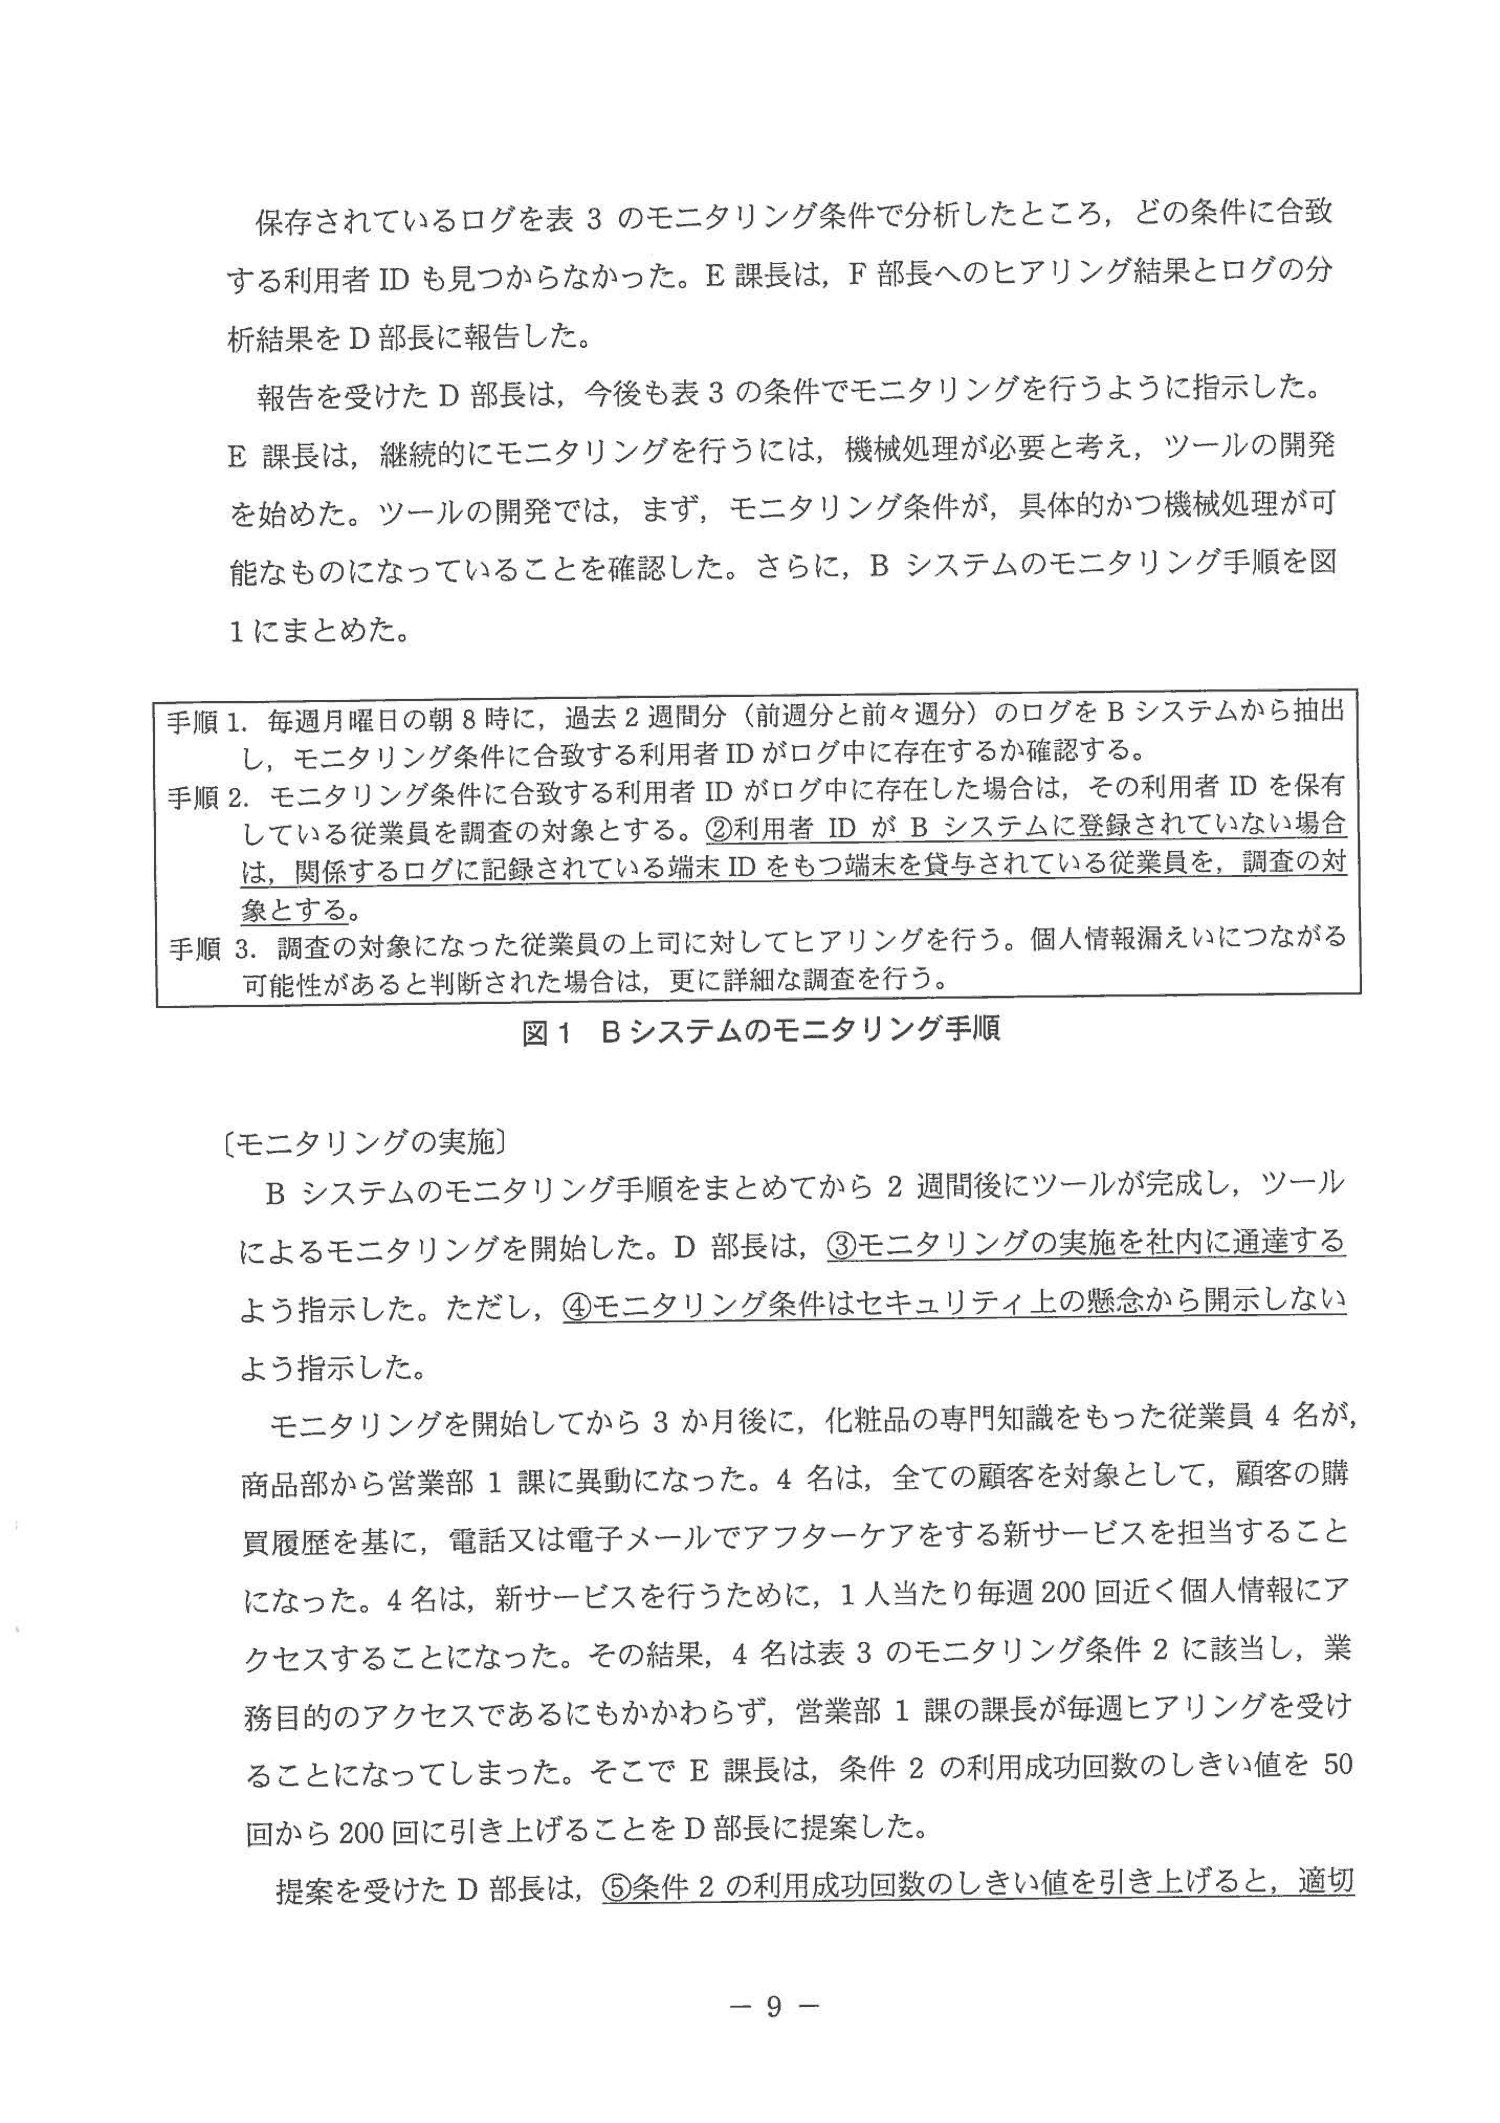 保存されているログを表 3 のモニタリング条件で分析したところ，どの条件に合致
する利用者 ID も見つからなかった。E 課長は，F 部長へのヒアリング結果とログの分
析結果を D 部長に報告した。
報告を受けた D 部長は，今後も表 3 の条件でモニタリングを行うように指示した。
E 課長は，継続的にモニタリングを行うには，機械処理が必要と考え，ツールの開発
を始めた。ツールの開発では，まず，モニタリング条件が，具体的かつ機械処理が可
能なものになっていることを確認した。さらに，B システムのモニタリング手順を図
1 にまとめた。
手順 1. 毎週月曜日の朝 8 時に，過去 2 週間分（前週分と前々週分）のログを B システムから抽出
し，モニタリング条件に合致する利用者 ID がログ中に存在するか確認する。
手順 2. モニタリング条件に合致する利用者 ID がログ中に存在した場合は，その利用者 ID を保有
している従業員を調査の対象とする。②利用者 ID が B システムに登録されていない場合
は，関係するログに記録されている端末 ID をもつ端末を貸与されている従業員を，調査の対
象とする。
手順 3. 調査の対象になった従業員の上司に対してヒアリングを行う。個人情報漏えいにつながる
可能性があると判断された場合は，更に詳細な調査を行う。
図 1 B システムのモニタリング手順
〔モニタリングの実施〕
B システムのモニタリング手順をまとめてから 2 週間後にツールが完成し，ツール
によるモニタリングを開始した。D 部長は，③モニタリングの実施を社内に通達する
よう指示した。ただし，④モニタリング条件はセキュリティ上の懸念から開示しない
よう指示した。
モニタリングを開始してから 3 か月後に，化粧品の専門知識をもった従業員 4 名が，
商品部から営業部 1 課に異動になった。4 名は，全ての顧客を対象として，顧客の購
買履歴を基に，電話又は電子メールでアフターケアをする新サービスを担当すること
になった。4 名は，新サービスを行うために，1 人当たり毎週 200 回近く個人情報にア
クセスすることになった。その結果，4 名は表 3 のモニタリング条件 2 に該当し，業
務目的のアクセスであるにもかかわらず，営業部 1 課の課長が毎週ヒアリングを受け
ることになってしまった。そこで E 課長は，条件 2 の利用成功回数のしきい値を 50
回から 200 回に引き上げることを D 部長に提案した。
提案を受けた D 部長は，⑤条件 2 の利用成功回数のしきい値を引き上げると，適切
－ 9 －